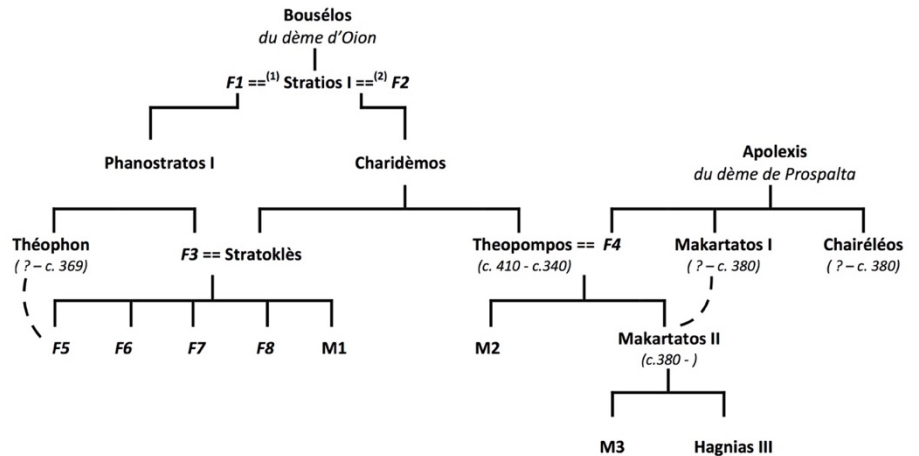 Bousélos
du dème d'Oion
F1 ==(1) Stratios I ==(2) F2
Phanostratos I
Charidèmos
Apolexis
du dème de Prospalta
Théophon
( ? – c. 369)
F3 == Stratoklès
Theopompos == F4
(c. 410 - c.340)
Makartatos I
( ? – c. 380)
Chairéléos
( ? – c. 380)
F5 F6 F7 F8 M1
M2
Makartatos II
(c.380 - )
M3
Hagnias III